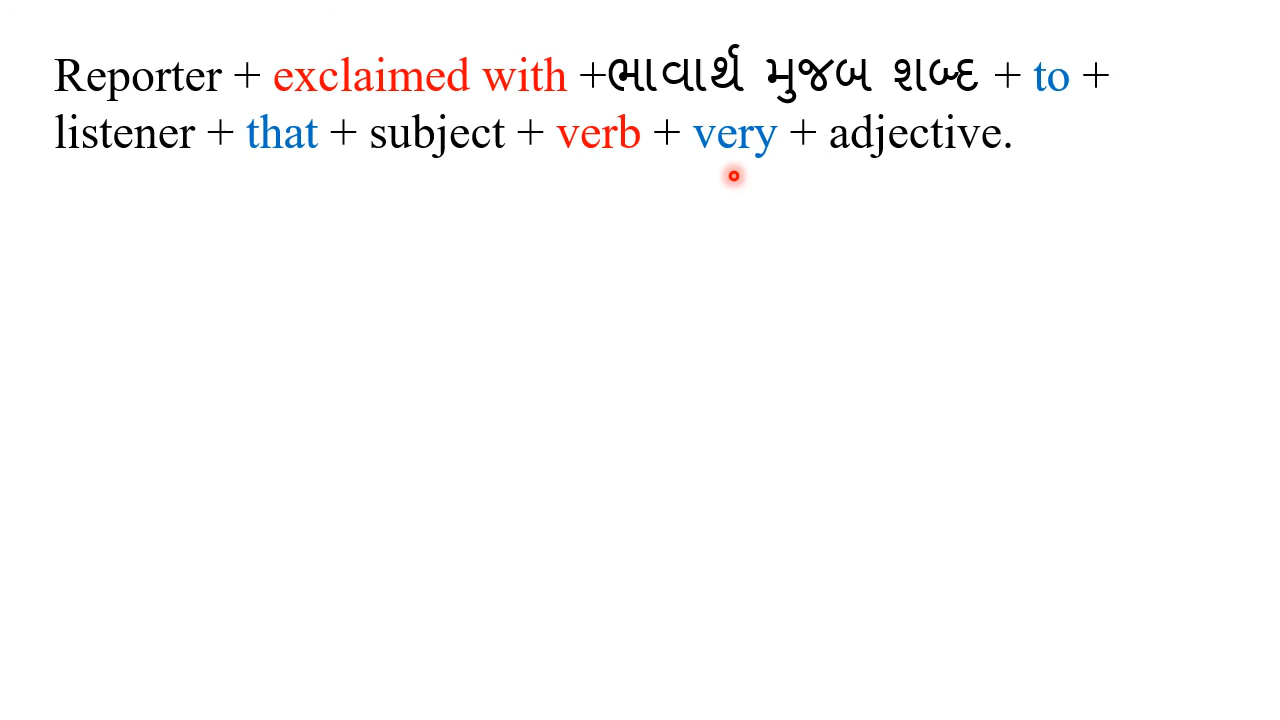 Reporter + exclaimed with +ભાવાર્થ મુજબ શબ્દ + to +
listener + that + subject + verb + very + adjective.